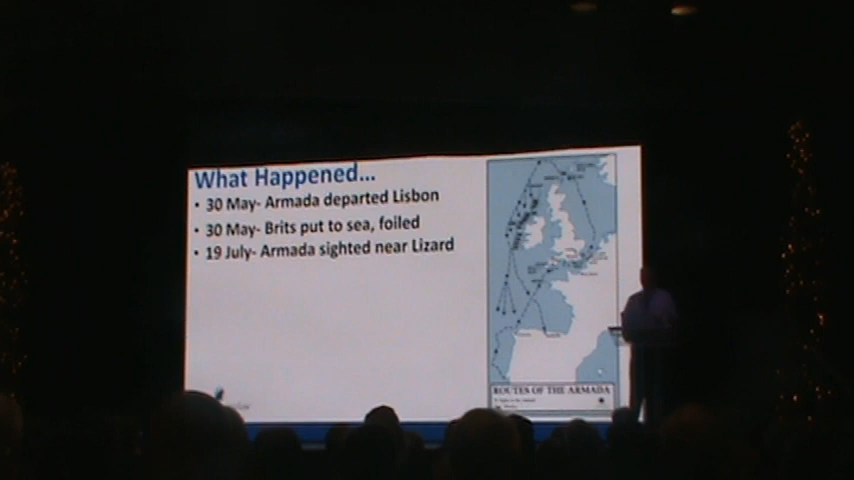 What Happened...
• 30 May- Armada departed Lisbon
• 30 May- Brits put to sea, foiled
• 19 July- Armada sighted near Lizard
ROUTES OF THE ARMADA